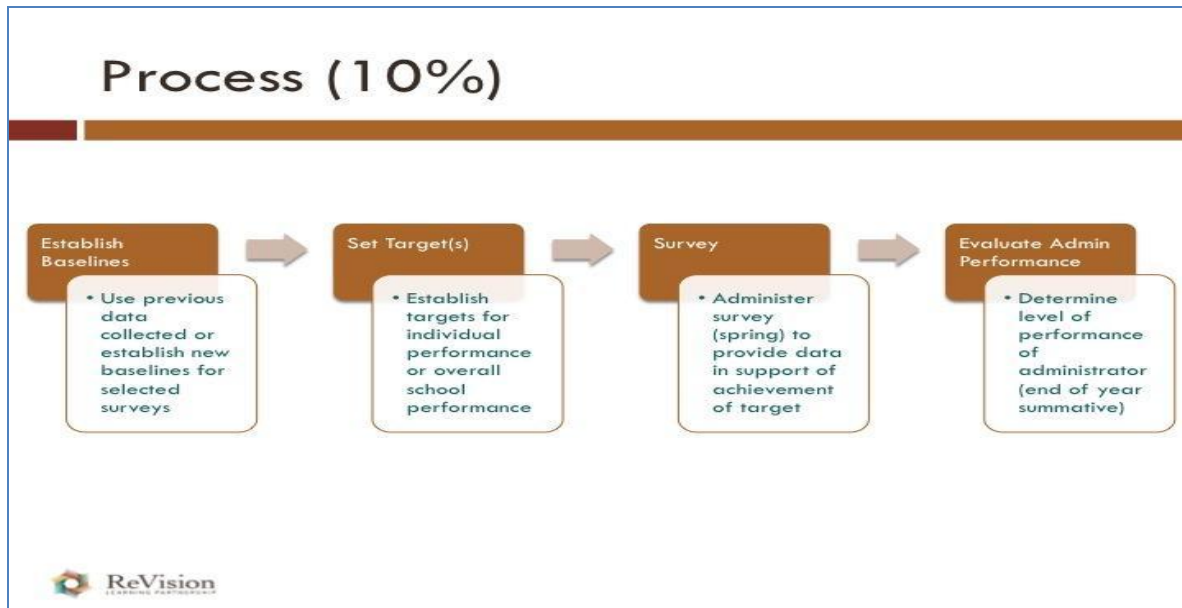 Process (10%)
Establish
Baselines
• Use previous
data
collected or
establish new
baselines for
selected
surveys
Set Target(s)
• Establish
targets for
individual
performance
or overall
school
performance
Survey
• Administer
survey
(spring) to
provide data
in support of
achievement
of target
Evaluate Admin
Performance
• Determine
level of
performance
of
administrator
(end of year
summative)
ReVision
LEARNING PARTNERSHIP